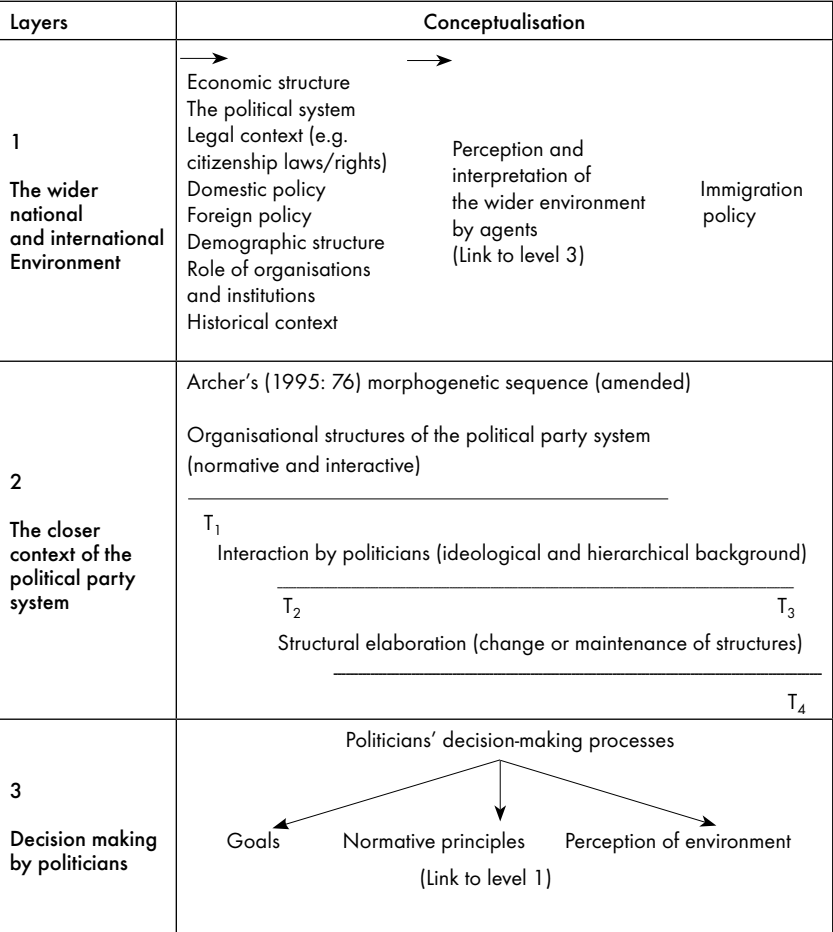 Layers
Conceptualisation
1
The wider
national
and international
Environment
Economic structure
The political system
Legal context (e.g.
citizenship laws/rights)
Domestic policy
Foreign policy
Demographic structure
Role of organisations
and institutions
Historical context
Perception and
interpretation of
the wider environment
by agents
(Link to level 3)
Immigration
policy
2
The closer
context of the
political party
system
Archer's (1995: 76) morphogenetic sequence (amended)
Organisational structures of the political party system
(normative and interactive)
T1
Interaction by politicians (ideological and hierarchical background)
T2 T3
Structural elaboration (change or maintenance of structures)
T4
3
Decision making
by politicians
Politicians' decision-making processes
Goals Normative principles Perception of environment
(Link to level 1)